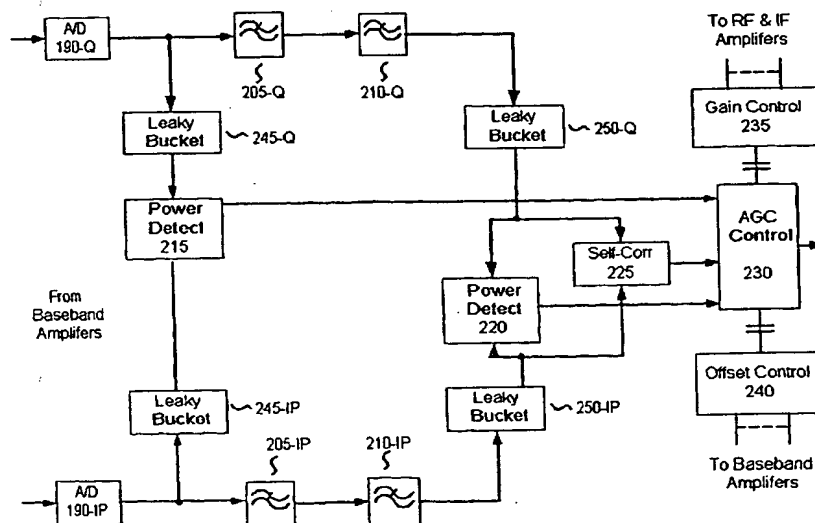 A/D
190-Q
205-Q
210-Q
To RF & IF
Amplifers
Gain Control
235
Leaky
Bucket
245-Q
Leaky
Bucket
250-Q
Power
Detect
215
AGC
Control
230
Self-Corr
225
From
Baseband
Amplifers
Power
Detect
220
Offset Control
240
Leaky
Buckot
245-IP
Leaky
Bucket
250-IP
205-IP
210-IP
To Baseband
Amplifers
A/D
190-IP